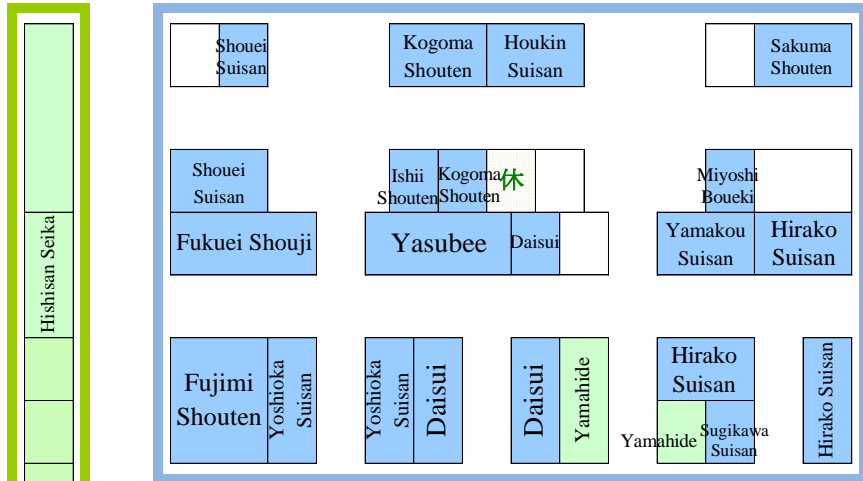 Shouei
Suisan
Kogoma
Shouten
Houkin
Suisan
Sakuma
Shouten
Shouei
Suisan
Ishii
Shouten
Kogoma
Shouten
休
Miyoshi
Boueki
Fukuei Shouji
Yasubee
Daisui
Yamakou
Suisan
Hirako
Suisan
Hishisan Seika
Fujimi
Shouten
Yoshioka
Suisan
Yoshioka
Suisan
Daisui
Daisui
Yamahide
Hirako
Suisan
Yamahide
Sugikawa
Suisan
Hirako Suisan